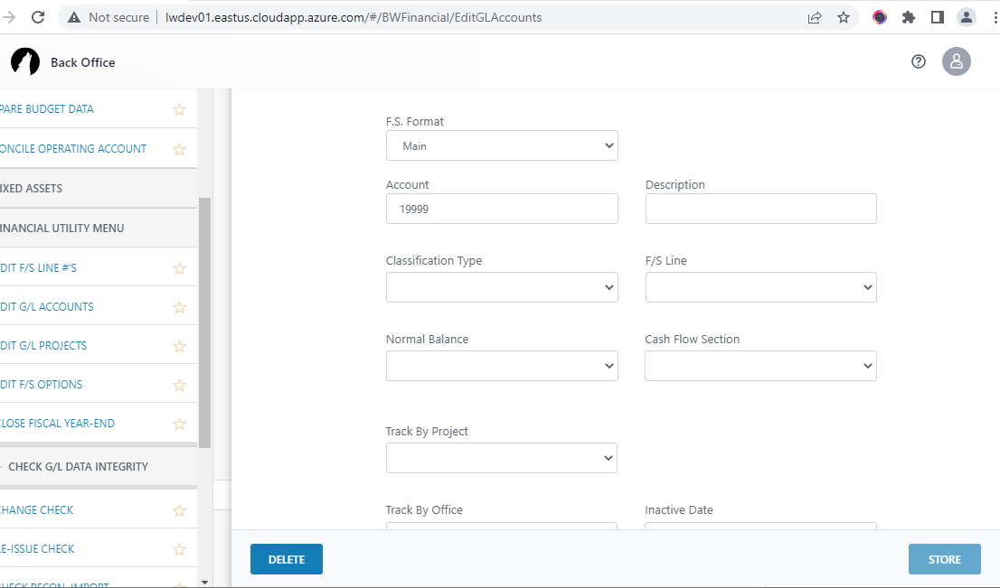 Not secure
lwdev01.eastus.cloudapp.azure.com/#/BWFinancial/EditGLAccounts
Back Office
PARE BUDGET DATA
ONCILE OPERATING ACCOUNT
IXED ASSETS
INANCIAL UTILITY MENU
DIT F/S LINE #'S
DIT G/L ACCOUNTS
DIT G/L PROJECTS
DIT F/S OPTIONS
LOSE FISCAL YEAR-END
CHECK G/L DATA INTEGRITY
HANGE CHECK
E-ISSUE CHECK
HECK RECON. IMPORT
F.S. Format
Main
Account
Description
19999
Classification Type
F/S Line
Normal Balance
Cash Flow Section
Track By Project
Track By Office
Inactive Date
DELETE
STORE